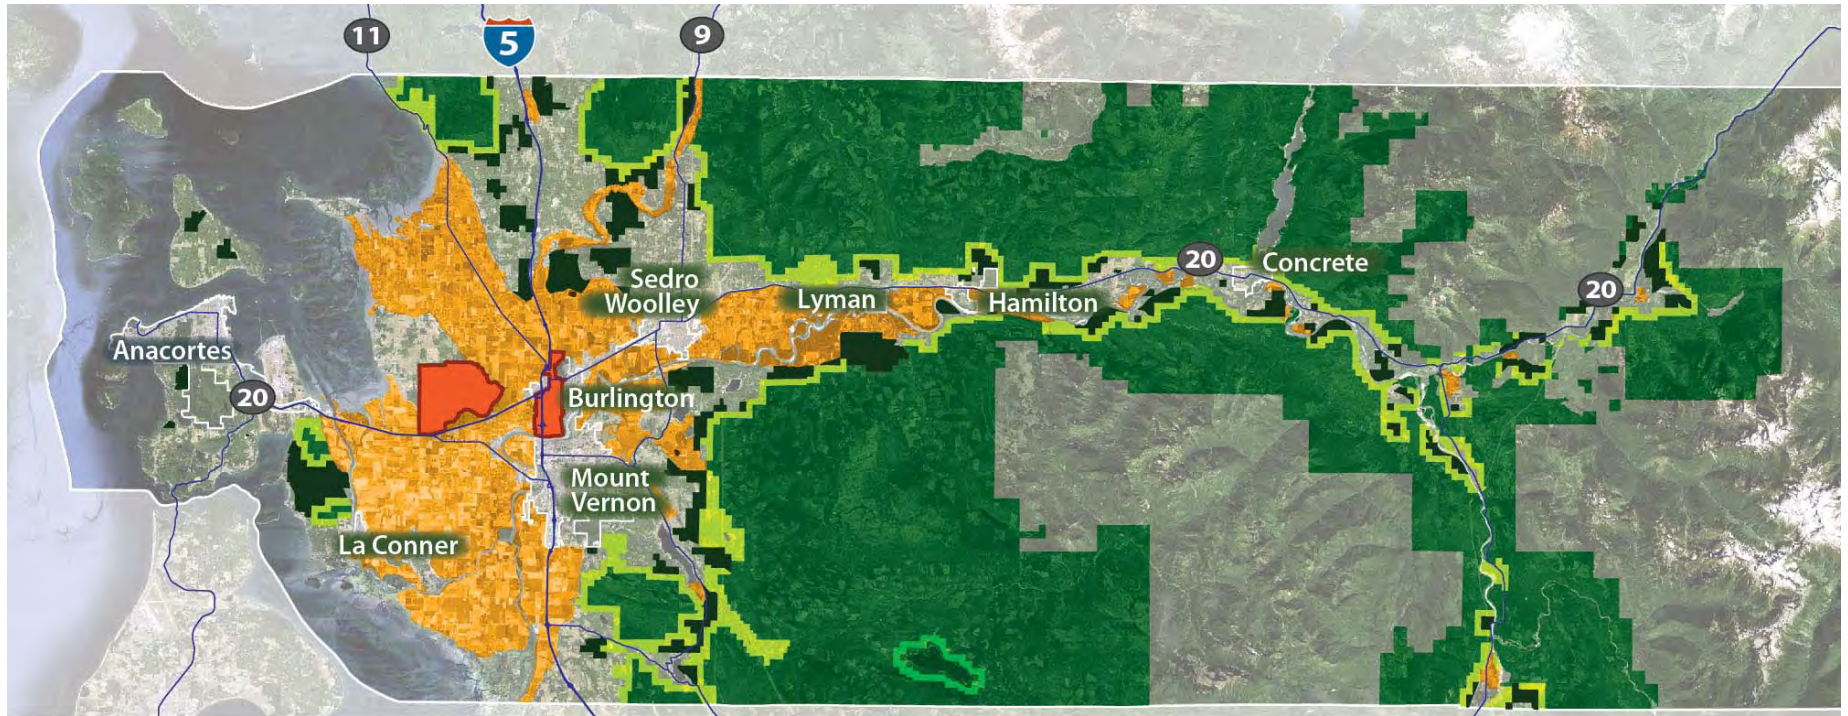 11
5
9
Sedro
Woolley
Lyman
Hamilton
20
Concrete
20
Anacortes
20
Burlington
Mount
Vernon
La Conner